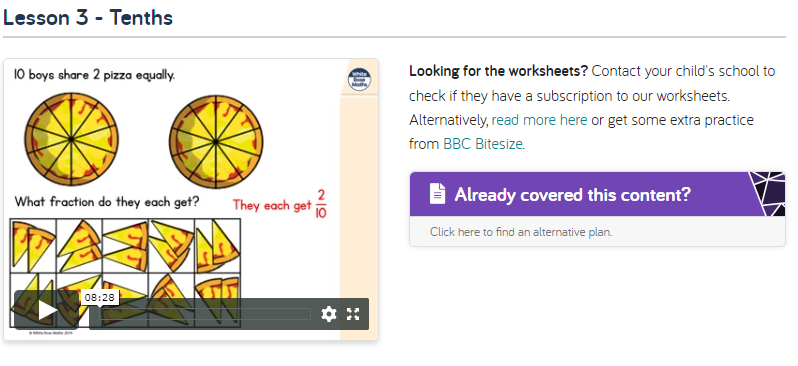 Lesson 3 - Tenths
10 boys share 2 pizza equally.
White
Rose
Maths
What fraction do they each get?
They each get 2/10
08:28
© White Rose Maths 2019
Looking for the worksheets? Contact your child's school to
check if they have a subscription to our worksheets.
Alternatively, read more here or get some extra practice
from BBC Bitesize.
Already covered this content?
Click here to find an alternative plan.